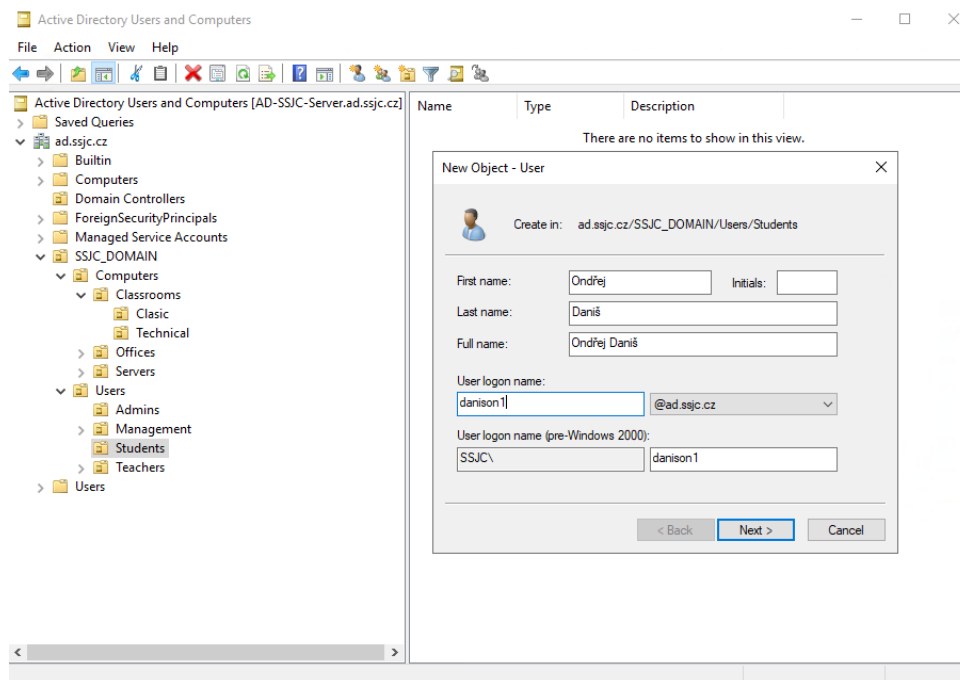 Active Directory Users and Computers
File Action View Help
Active Directory Users and Computers [AD-SSJC-Server.ad.ssjc.cz]
Saved Queries
ad.ssjc.cz
Builtin
Computers
Domain Controllers
ForeignSecurityPrincipals
Managed Service Accounts
SSJC_DOMAIN
Computers
Classrooms
Clasic
Technical
Offices
Servers
Users
Admins
Management
Students
Teachers
Users
Name Type Description
There are no items to show in this view.
New Object - User
Create in: ad.ssjc.cz/SSJC_DOMAIN/Users/Students
First name: Ondřej Initials:
Last name: Daniš
Full name: Ondřej Daniš
User logon name:
danison1 @ad.ssjc.cz
User logon name (pre-Windows 2000):
SSJC\ danison1
< Back Next > Cancel